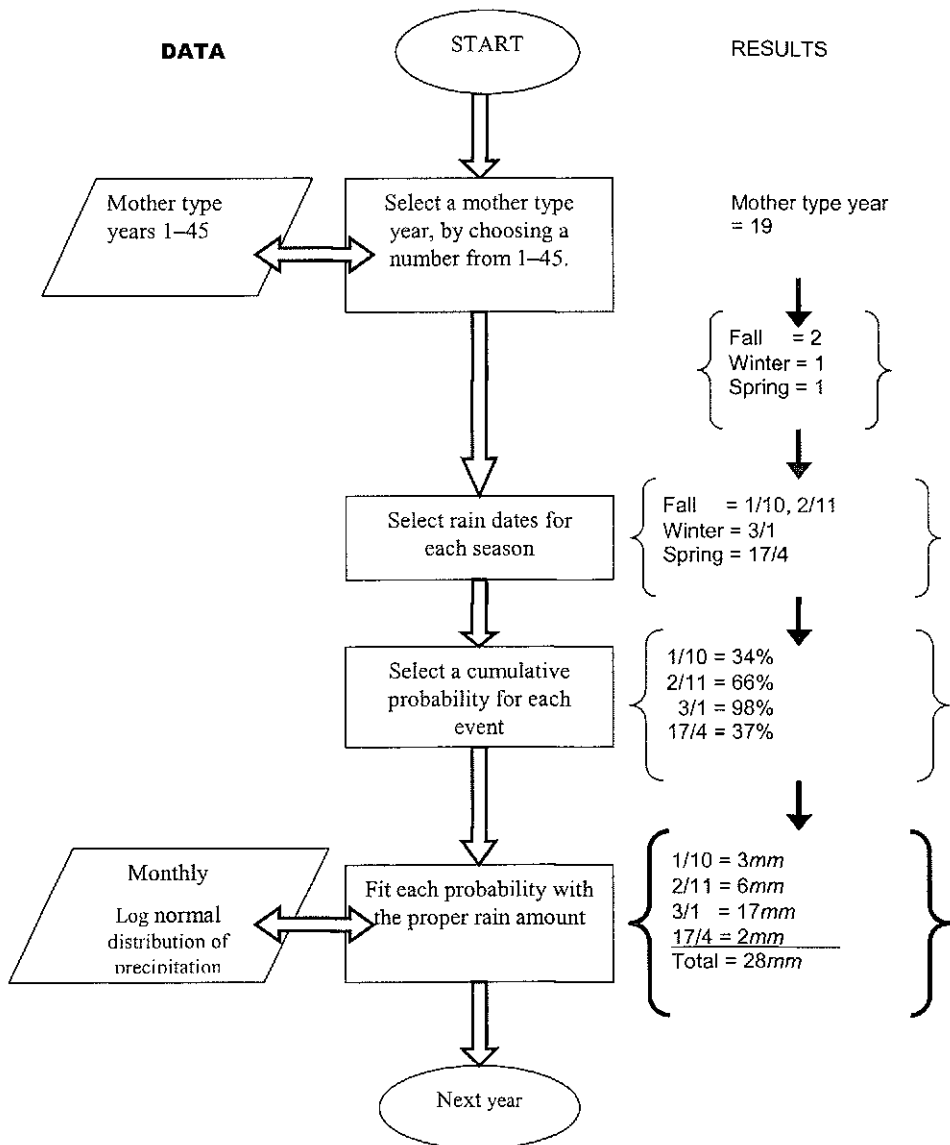 DATA
START
RESULTS
Mother type
years 1–45
Select a mother type
year, by choosing a
number from 1–45.
Mother type year
= 19
Fall = 2
Winter = 1
Spring = 1
Select rain dates for
each season
Fall = 1/10, 2/11
Winter = 3/1
Spring = 17/4
Select a cumulative
probability for each
event
1/10 = 34%
2/11 = 66%
3/1 = 98%
17/4 = 37%
Monthly
Log normal
distribution of
precipitation
Fit each probability with
the proper rain amount
1/10 = 3mm
2/11 = 6mm
3/1 = 17mm
17/4 = 2mm
Total = 28mm
Next year